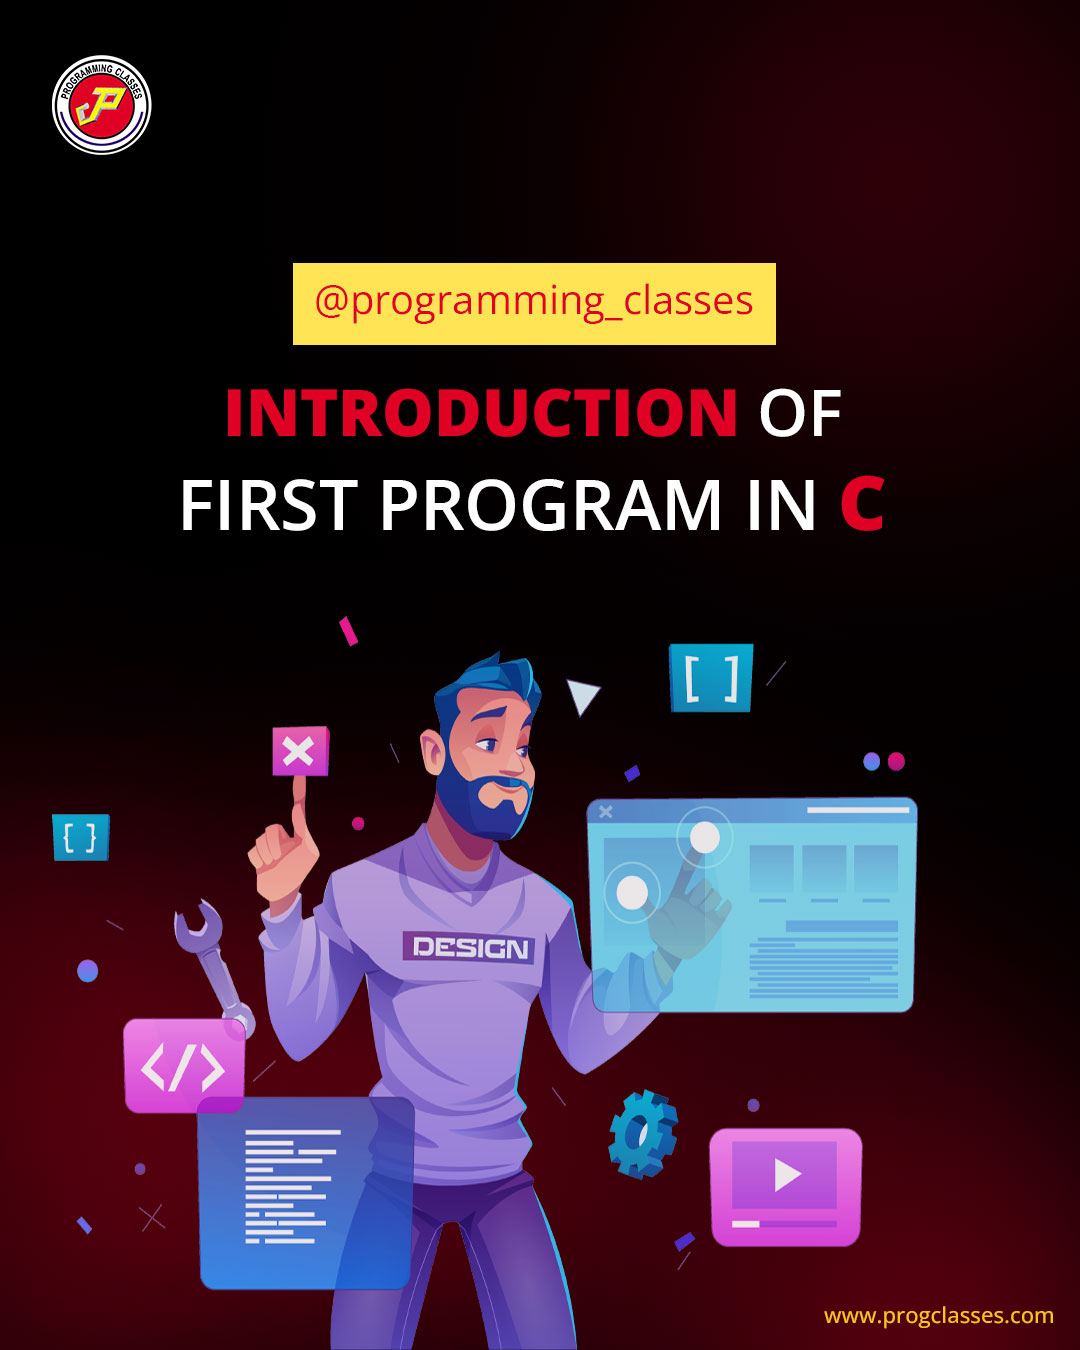 PROGRAMMING CLASSES
@programming_classes
INTRODUCTION OF
FIRST PROGRAM IN C
[ ]
{ }
DESIGN
</>
www.progclasses.com